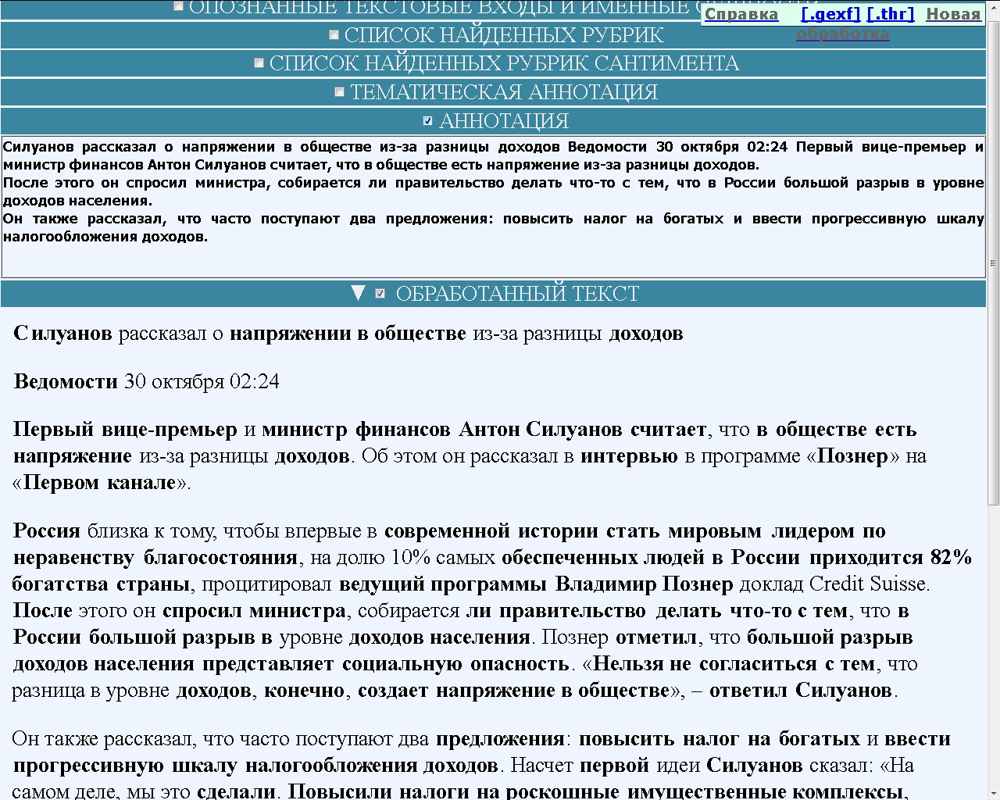 ОПОЗНАННЫЕ ТЕКСТОВЫЕ ВХОДЫ И ИМЕННЫЕ
Справка [.gexf] [.thr] Новая
обработка
СПИСОК НАЙДЕННЫХ РУБРИК
СПИСОК НАЙДЕННЫХ РУБРИК САНТИМЕНТА
ТЕМАТИЧЕСКАЯ АННОТАЦИЯ
АННОТАЦИЯ
Силуанов рассказал о напряжении в обществе из-за разницы доходов Ведомости 30 октября 02:24 Первый вице-премьер и
министр финансов Антон Силуанов считает, что в обществе есть напряжение из-за разницы доходов.
После этого он спросил министра, собирается ли правительство делать что-то с тем, что в России большой разрыв в уровне
доходов населения.
Он также рассказал, что часто поступают два предложения: повысить налог на богатых и ввести прогрессивную шкалу
налогообложения доходов.
ОБРАБОТАННЫЙ ТЕКСТ
Силуанов рассказал о напряжении в обществе из-за разницы доходов
Ведомости 30 октября 02:24
Первый вице-премьер и министр финансов Антон Силуанов считает, что в обществе есть
напряжение из-за разницы доходов. Об этом он рассказал в интервью в программе «Познер» на
«Первом канале».
Россия близка к тому, чтобы впервые в современной истории стать мировым лидером по
неравенству благосостояния, на долю 10% самых обеспеченных людей в России приходится 82%
богатства страны, процитировал ведущий программы Владимир Познер доклад Credit Suisse.
После этого он спросил министра, собирается ли правительство делать что-то с тем, что в
России большой разрыв в уровне доходов населения. Познер отметил, что большой разрыв
доходов населения представляет социальную опасность. «Нельзя не согласиться с тем, что
разница в уровне доходов, конечно, создает напряжение в обществе», – ответил Силуанов.
Он также рассказал, что часто поступают два предложения: повысить налог на богатых и ввести
прогрессивную шкалу налогообложения доходов. Насчет первой идеи Силуанов сказал: «На
самом деле, мы это сделали. Повысили налоги на роскошные имущественные комплексы,